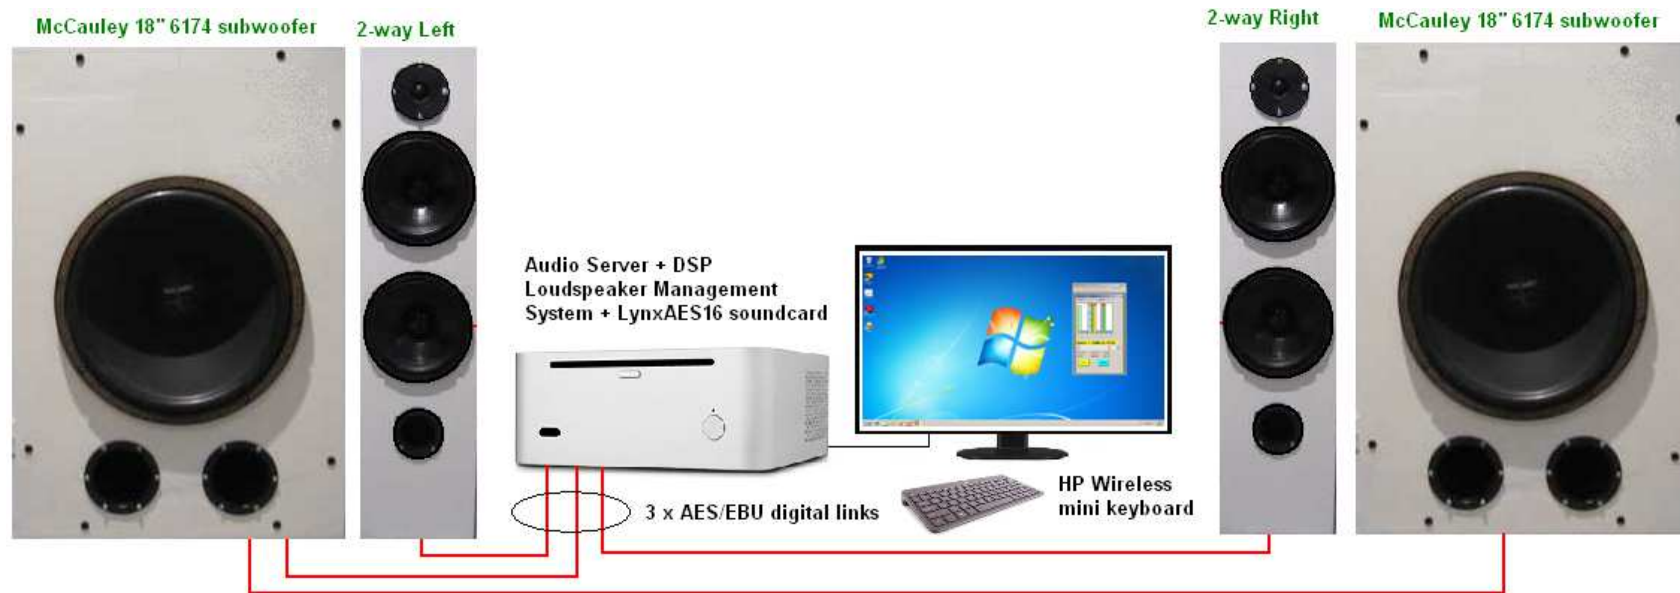 McCauley 18" 6174 subwoofer
2-way Left
2-way Right
McCauley 18" 6174 subwoofer
Audio Server + DSP
Loudspeaker Management
System + LynxAES16 soundcard
3 x AES/EBU digital links
HP Wireless
mini keyboard